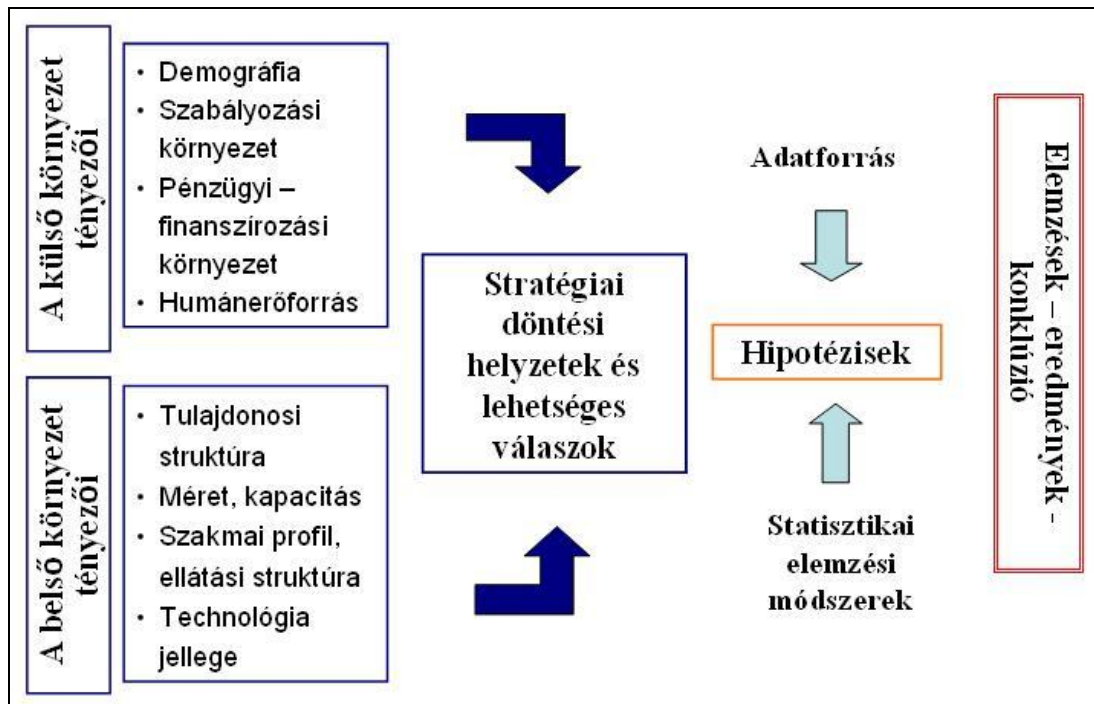 A külső környezet
tényezői
• Demográfia
• Szabályozási
környezet
• Pénzügyi –
finanszírozási
környezet
• Humánerőforrás
A belső környezet
tényezői
• Tulajdonosi
struktúra
• Méret, kapacitás
• Szakmai profil,
ellátási struktúra
• Technológia
jellege
Stratégiai
döntési
helyzetek és
lehetséges
válaszok
Adatforrás
Hipotézisek
Statisztikai
elemzési
módszerek
Elemzések – eredmények -
konklúzió